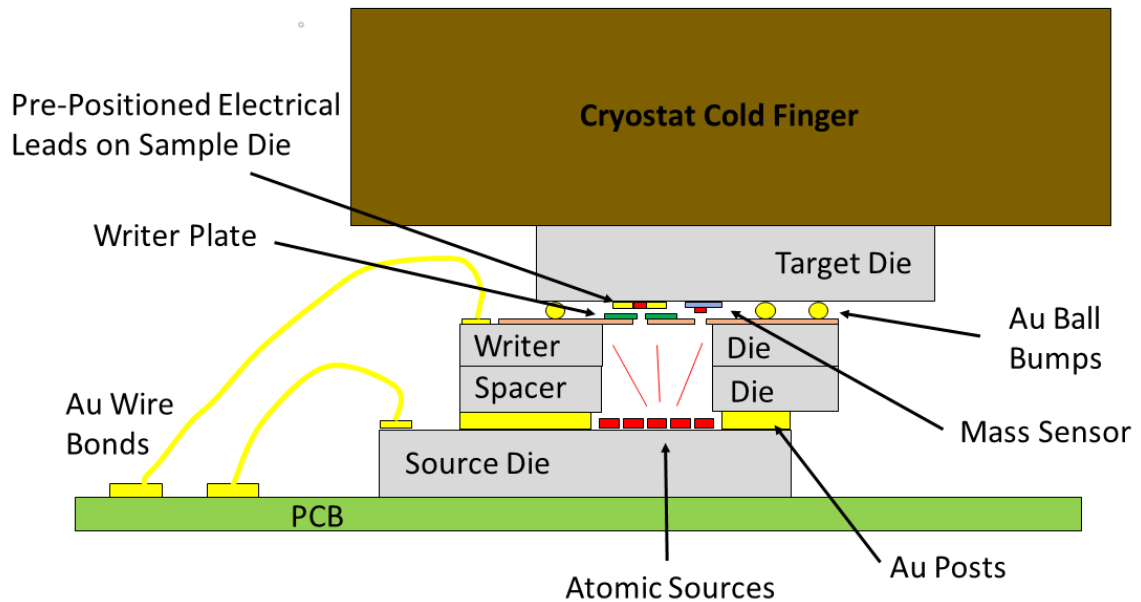 Cryostat Cold Finger
Pre-Positioned Electrical
Leads on Sample Die
Writer Plate
Target Die
Au Ball
Bumps
Writer
Die
Spacer
Die
Au Wire
Bonds
Mass Sensor
Source Die
PCB
Au Posts
Atomic Sources